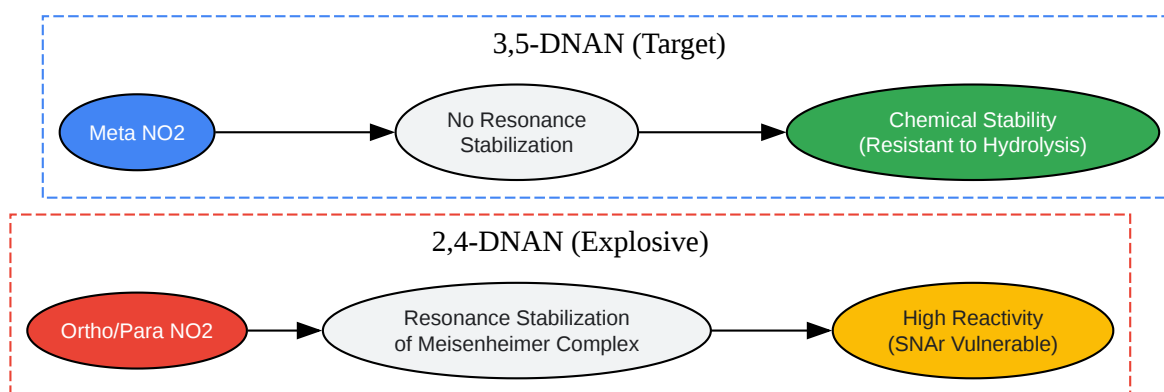 3,5-DNAN (Target)
Meta NO2
No Resonance
Stabilization
Chemical Stability
(Resistant to Hydrolysis)
2,4-DNAN (Explosive)
Ortho/Para NO2
Resonance Stabilization
of Meisenheimer Complex
High Reactivity
(SNAr Vulnerable)